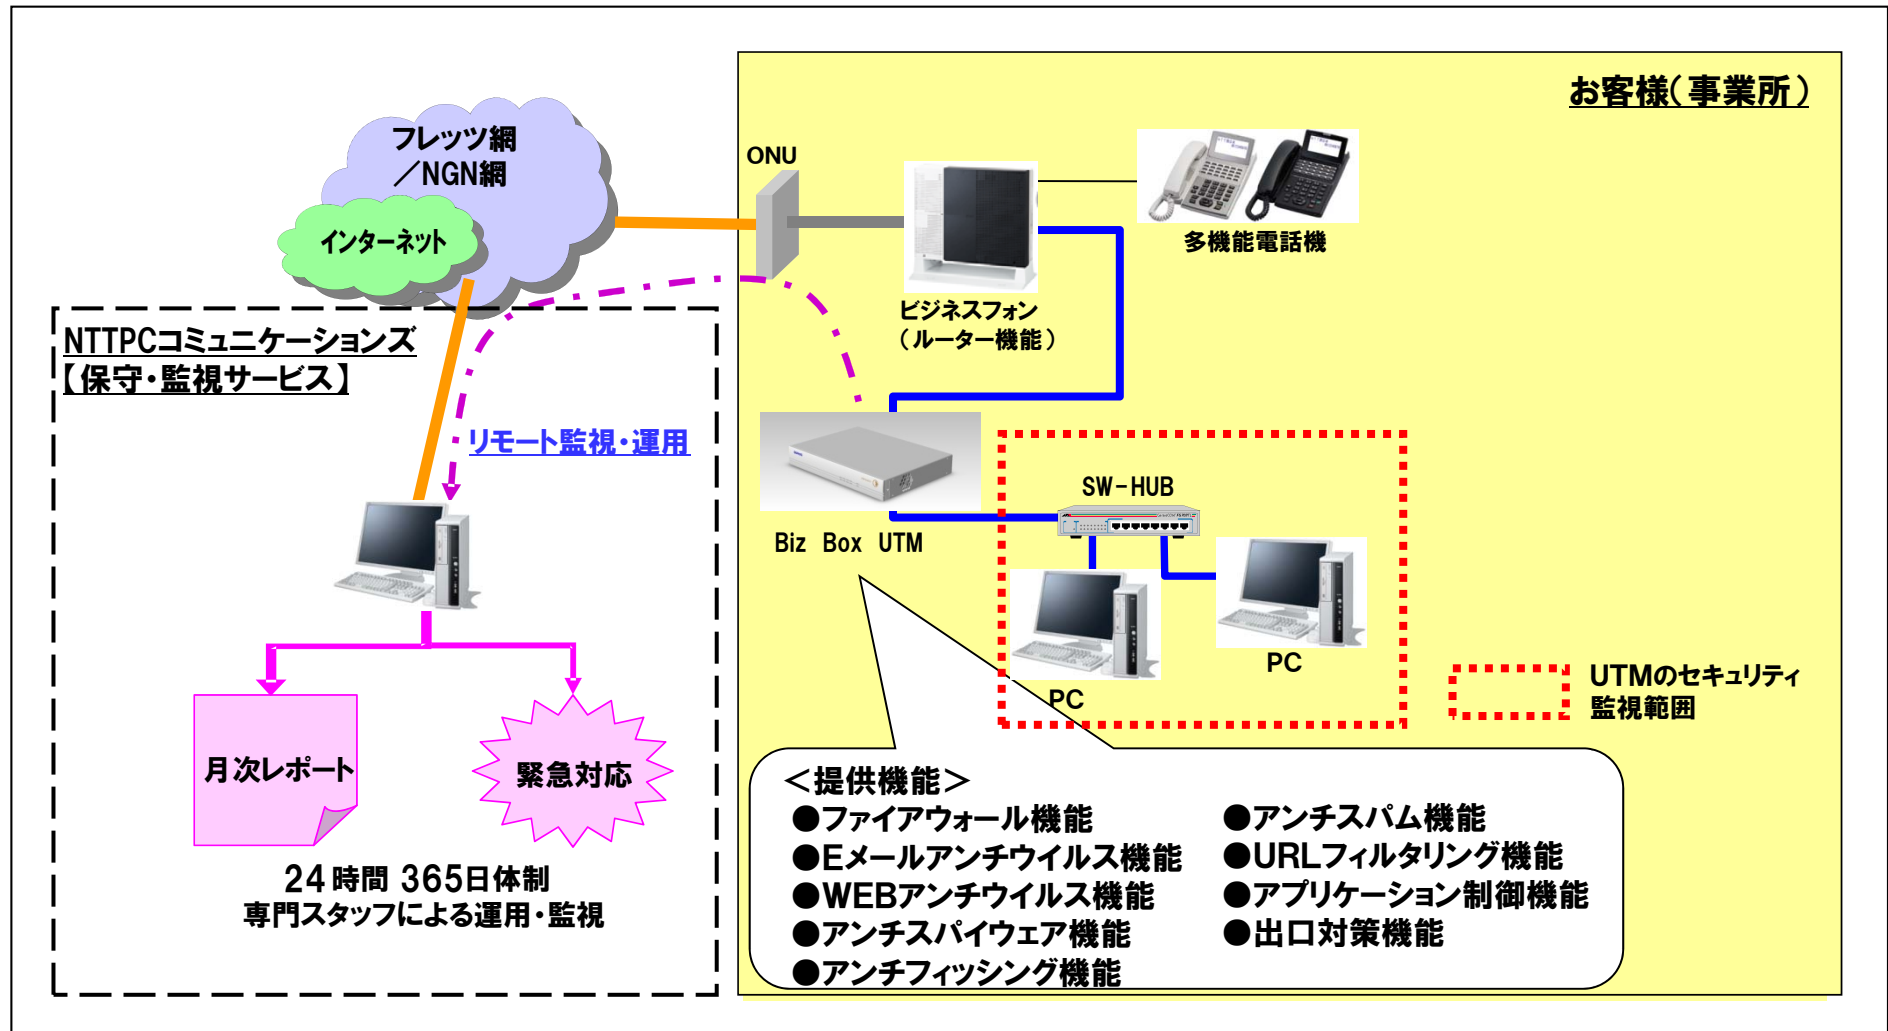 お客様(事業所)
フレッツ網
／NGN網
インターネット
ONU
多機能電話機
ビジネスフォン
(ルーター機能)
NTTPCコミュニケーションズ
【保守・監視サービス】
リモート監視・運用
Biz Box UTM
SW-HUB
PC
PC
UTMのセキュリティ
監視範囲
月次レポート
緊急対応
24時間 365日体制
専門スタッフによる運用・監視
＜提供機能＞
●ファイアウォール機能
●Eメールアンチウイルス機能
●WEBアンチウイルス機能
●アンチスパイウェア機能
●アンチフィッシング機能
●アンチスパム機能
●URLフィルタリング機能
●アプリケーション制御機能
●出口対策機能